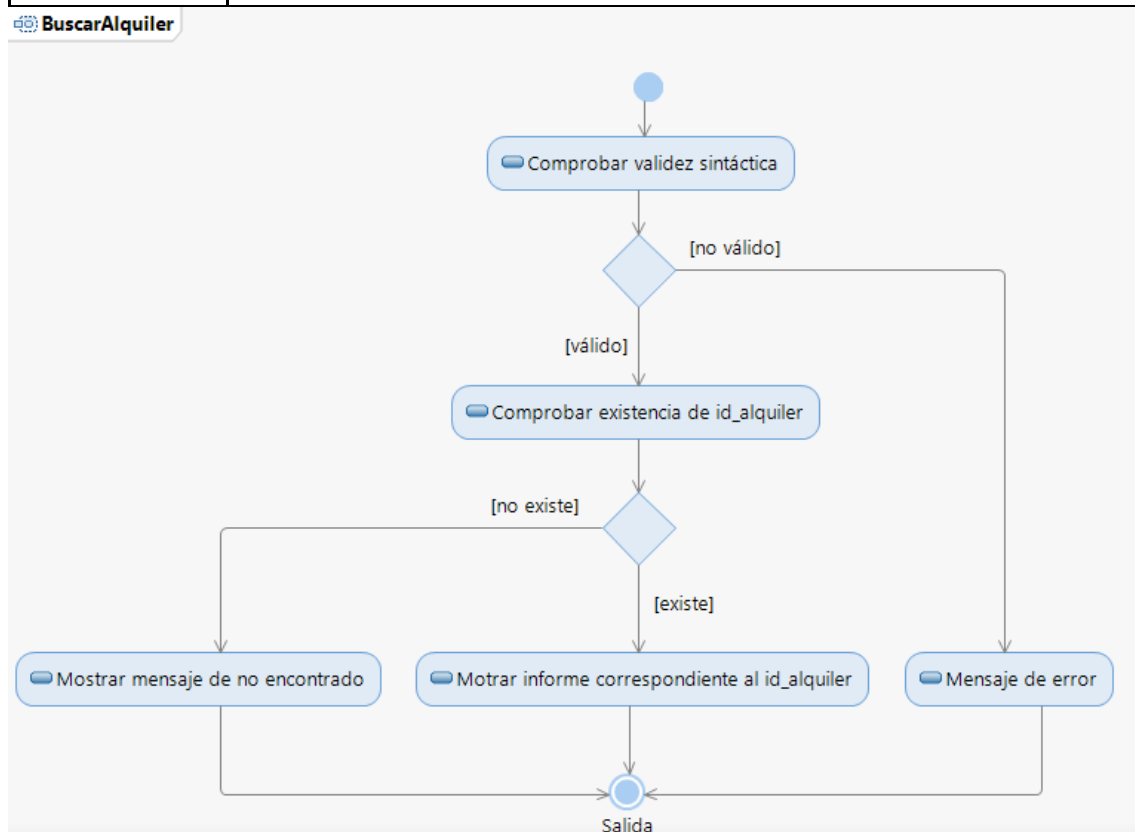 BuscarAlquiler
Comprobar validez sintáctica
[no válido]
[válido]
Comprobar existencia de id_alquiler
[no existe]
[existe]
Mostrar mensaje de no encontrado
Motrar informe correspondiente al id_alquiler
Mensaje de error
Salida